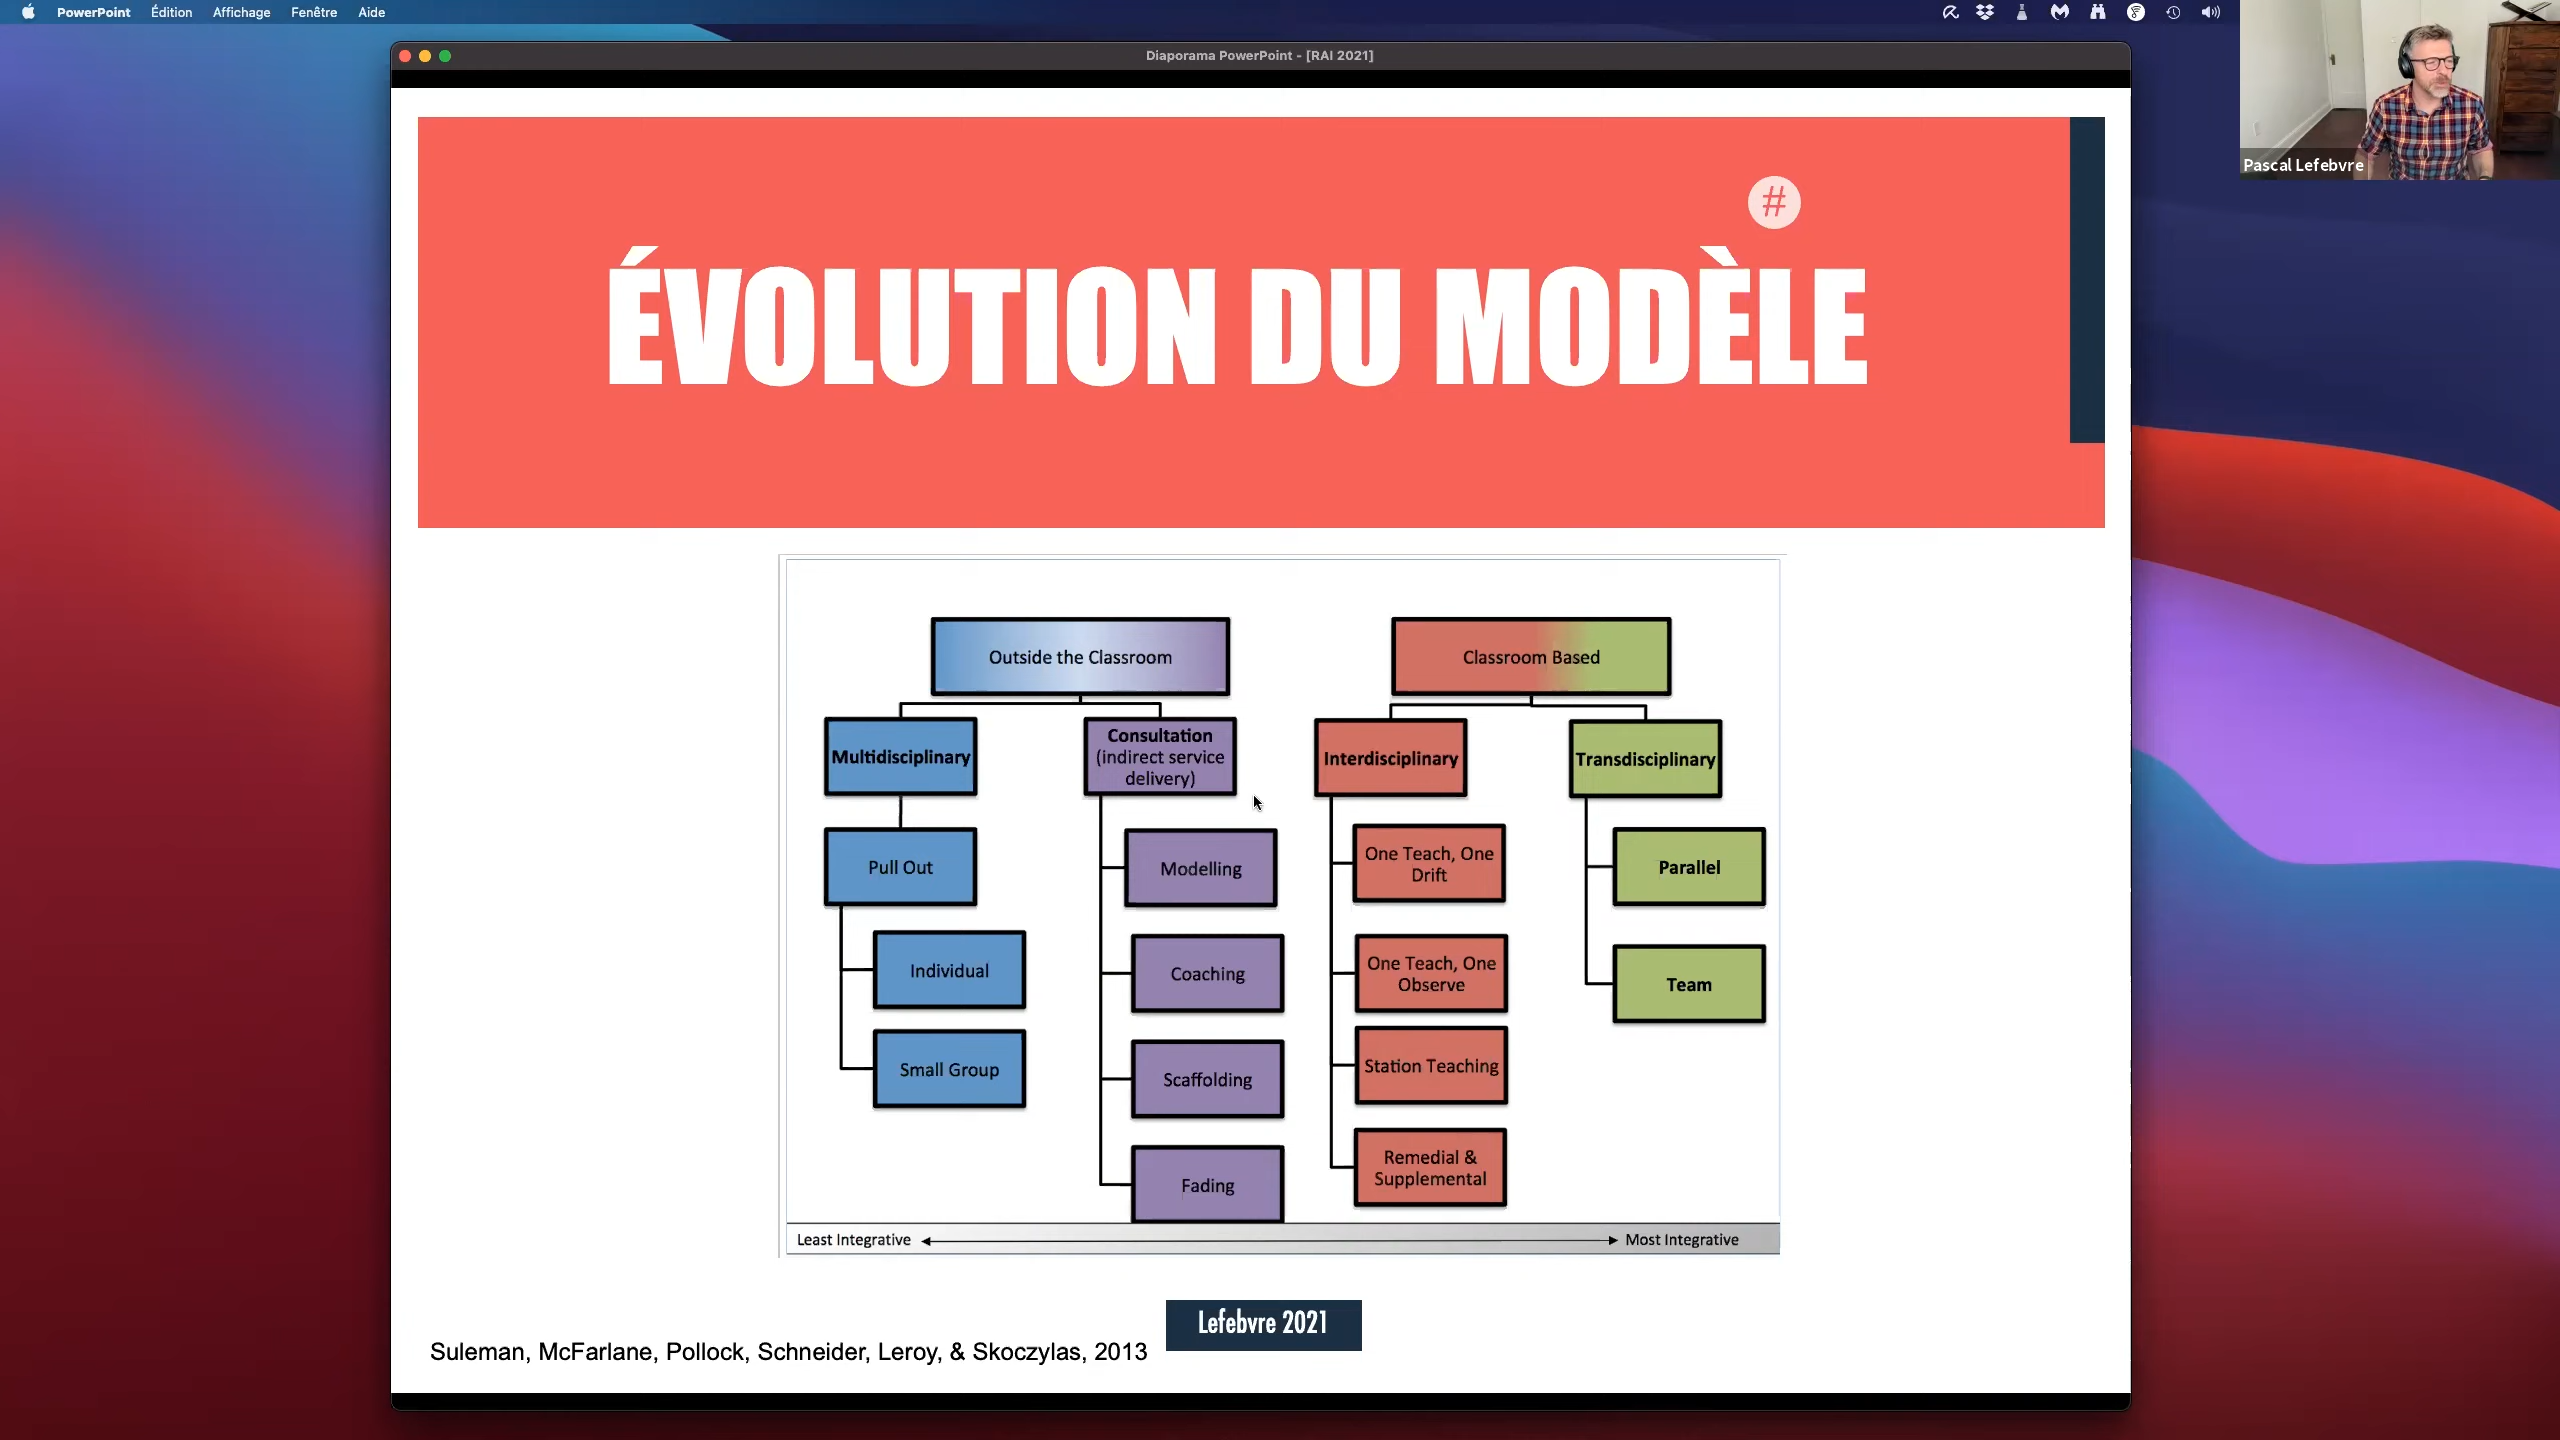 PowerPoint Édition Affichage Fenêtre Aide
Diaporama PowerPoint - [RAI 2021]
Pascal Lefebvre
#
ÉVOLUTION DU MODÈLE
Outside the Classroom
Classroom Based
Multidisciplinary
Consultation
(indirect service
delivery)
Interdisciplinary
Transdisciplinary
Pull Out
Individual
Small Group
Modelling
Coaching
Scaffolding
Fading
One Teach, One
Drift
One Teach, One
Observe
Station Teaching
Remedial &
Supplemental
Parallel
Team
Least Integrative
Most Integrative
Lefebvre 2021
Suleman, McFarlane, Pollock, Schneider, Leroy, & Skoczylas, 2013